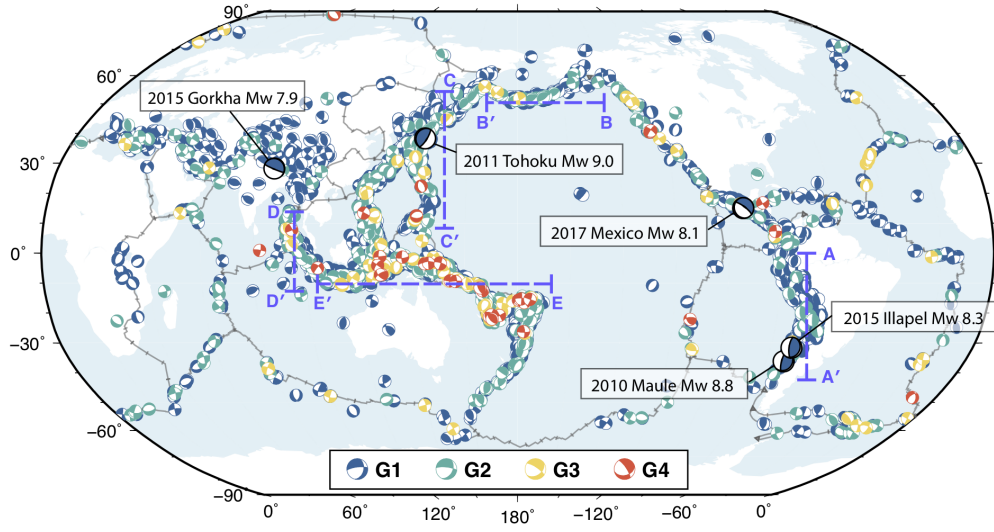 90°
60°
C
B′
B
2015 Gorkha Mw 7.9
2011 Tohoku Mw 9.0
30°
D
2017 Mexico Mw 8.1
C′
0°
A
D′
E′
E
2015 Illapel Mw 8.3
−30°
2010 Maule Mw 8.8
A′
−60°
G1
G2
G3
G4
−90°
0°
60°
120°
180°
−120°
−60°
0°